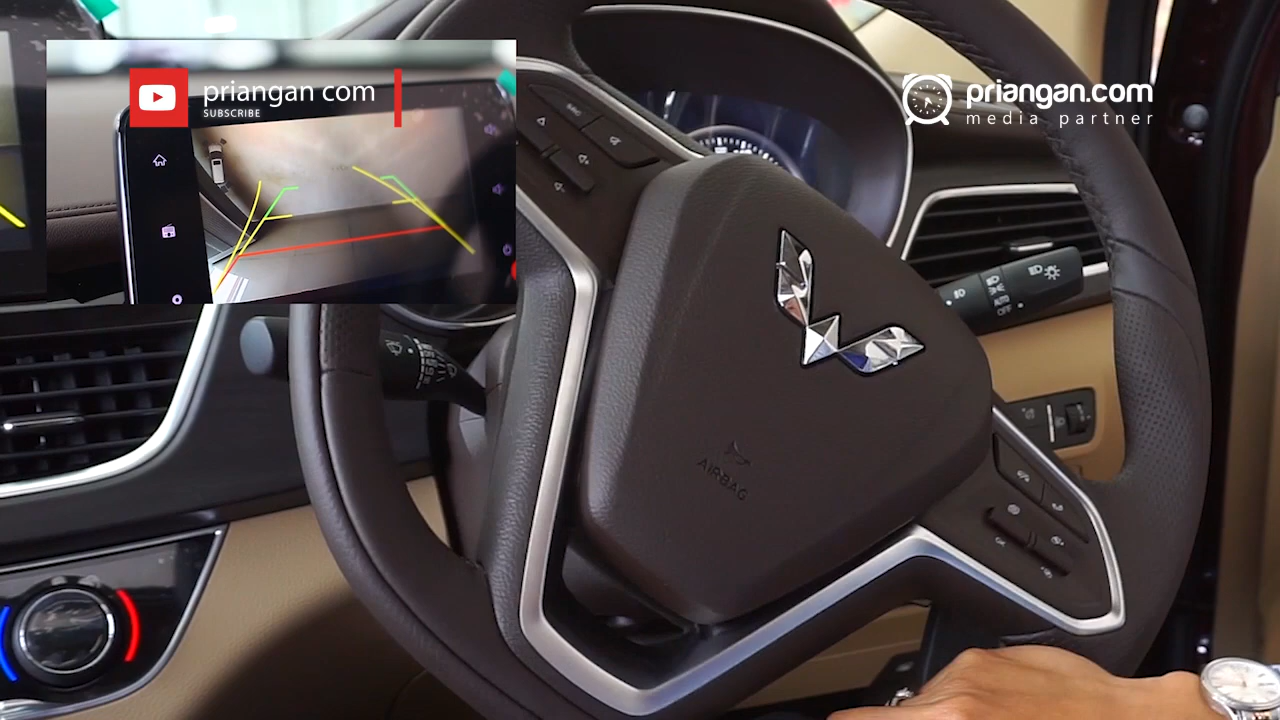 priangan com
SUBSCRIBE
priangan.com
media partner
AUTO
OFF
AIRBAG